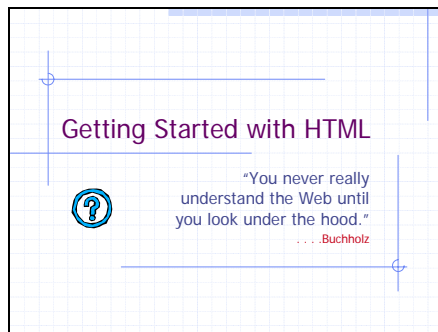 Getting Started with HTML
"You never really
understand the Web until
you look under the hood."
. . . .Buchholz